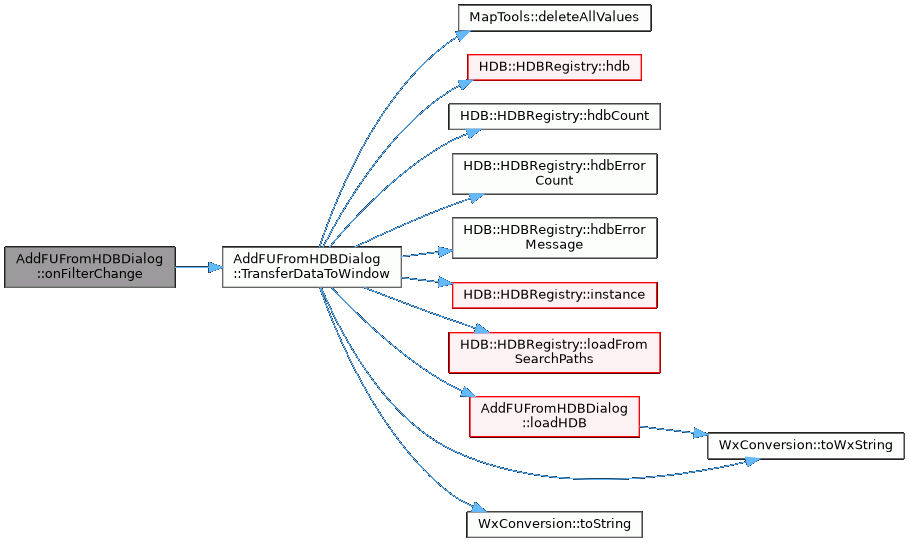 MapTools::deleteAllValues
HDB::HDBRegistry::hdb
HDB::HDBRegistry::hdbCount
HDB::HDBRegistry::hdbError
Count
HDB::HDBRegistry::hdbError
Message
AddFUFromHDBDialog
::onFilterChange
AddFUFromHDBDialog
::TransferDataToWindow
HDB::HDBRegistry::instance
HDB::HDBRegistry::loadFrom
SearchPaths
AddFUFromHDBDialog
::loadHDB
WxConversion::toWxString
WxConversion::toString